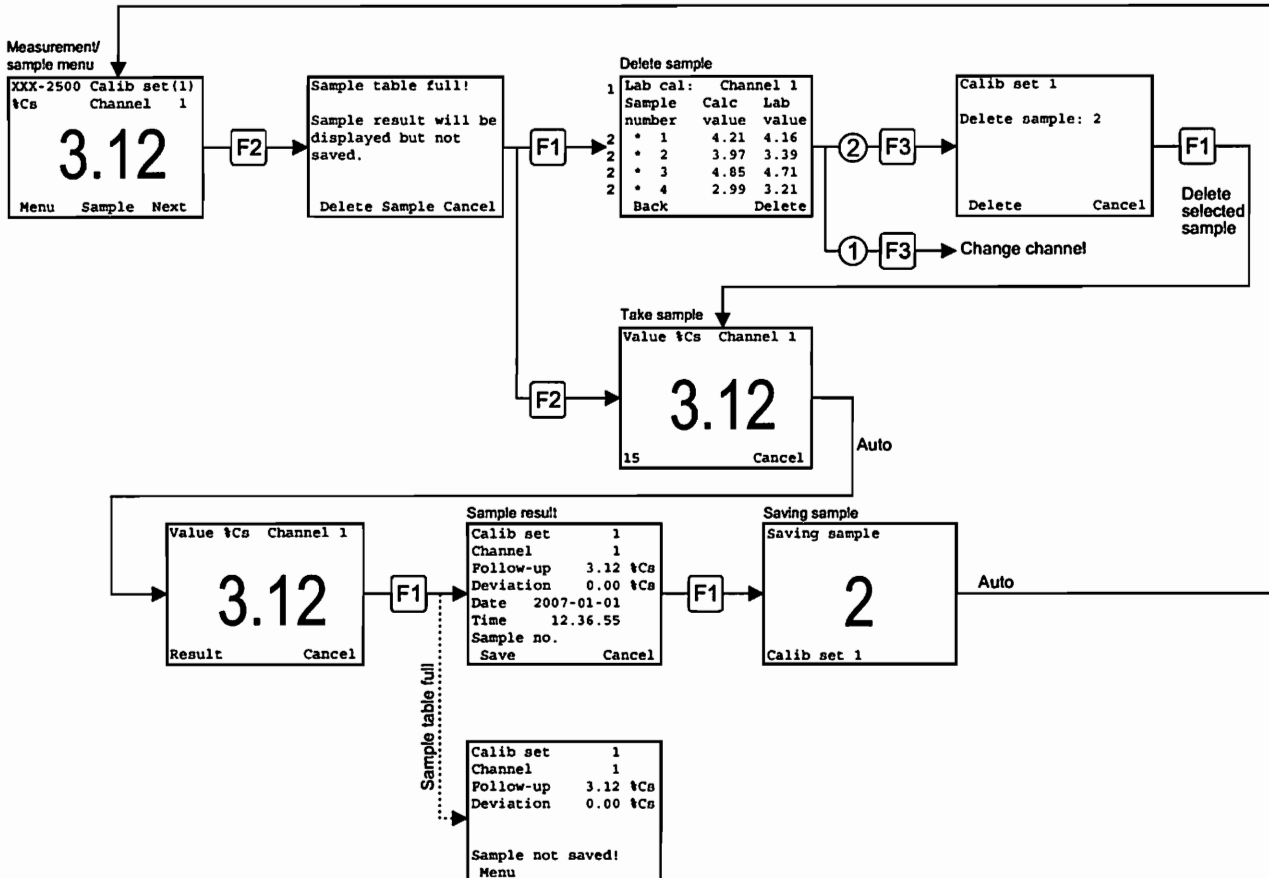 Measurement/
sample menu
XXX-2500 Calib set(1)
%Cs Channel 1
3.12
Menu Sample Next
F2
Sample table full!
Sample result will be
displayed but not
saved.
Delete Sample Cancel
F1
Delete sample
1 Lab cal: Channel 1
Sample Calc Lab
number value value
2 * 1 4.21 4.16
2 * 2 3.97 3.39
2 * 3 4.85 4.71
2 * 4 2.99 3.21
Back Delete
2 F3
1 F3 Change channel
Calib set 1
Delete sample: 2
Delete Cancel
F1
Delete
selected
sample
F2
Take sample
Value %Cs Channel 1
3.12
15 Cancel
Auto
Value %Cs Channel 1
3.12
Result Cancel
F1
Sample table full
Sample result
Calib set 1
Channel 1
Follow-up 3.12 %Cs
Deviation 0.00 %Cs
Date 2007-01-01
Time 12.36.55
Sample no.
Save Cancel
F1
Saving sample
Saving sample
2
Calib set 1
Auto
Calib set 1
Channel 1
Follow-up 3.12 %Cs
Deviation 0.00 %Cs
Sample not saved!
Menu